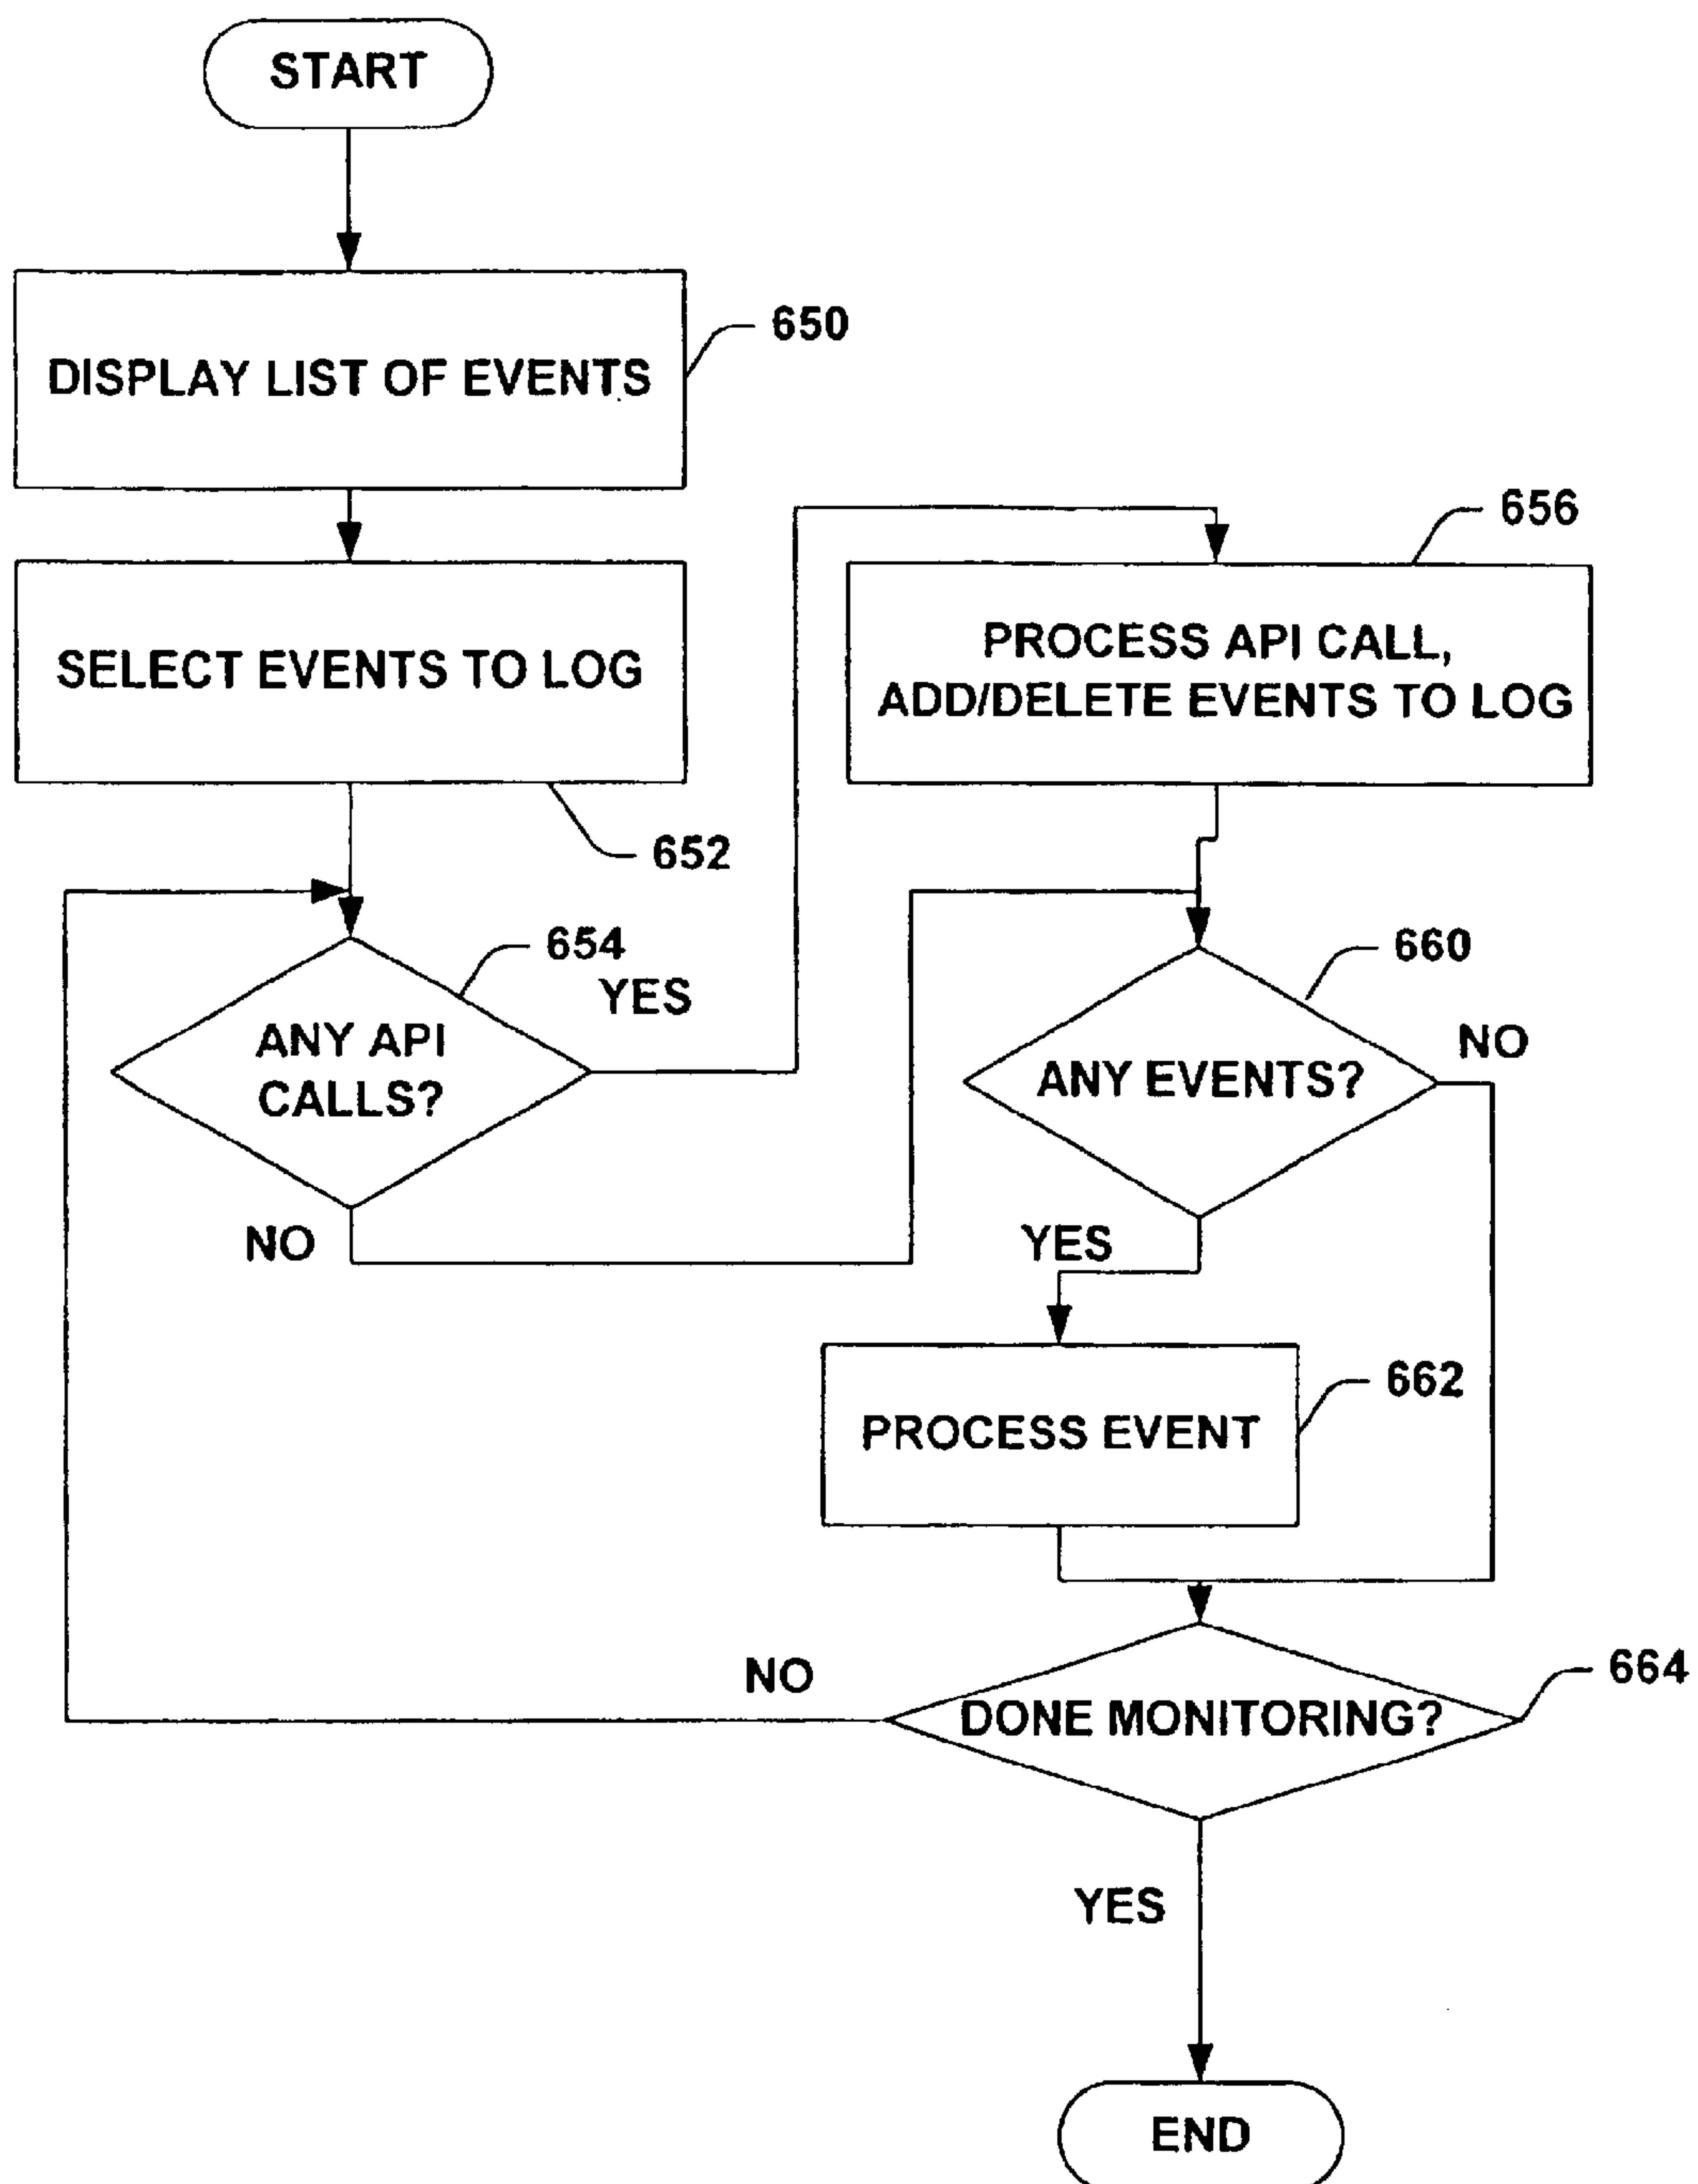 START
650
DISPLAY LIST OF EVENTS
656
SELECT EVENTS TO LOG
PROCESS API CALL,
ADD/DELETE EVENTS TO LOG
652
654
YES
ANY API
CALLS?
NO
660
NO
ANY EVENTS?
YES
662
PROCESS EVENT
NO
664
DONE MONITORING?
YES
END